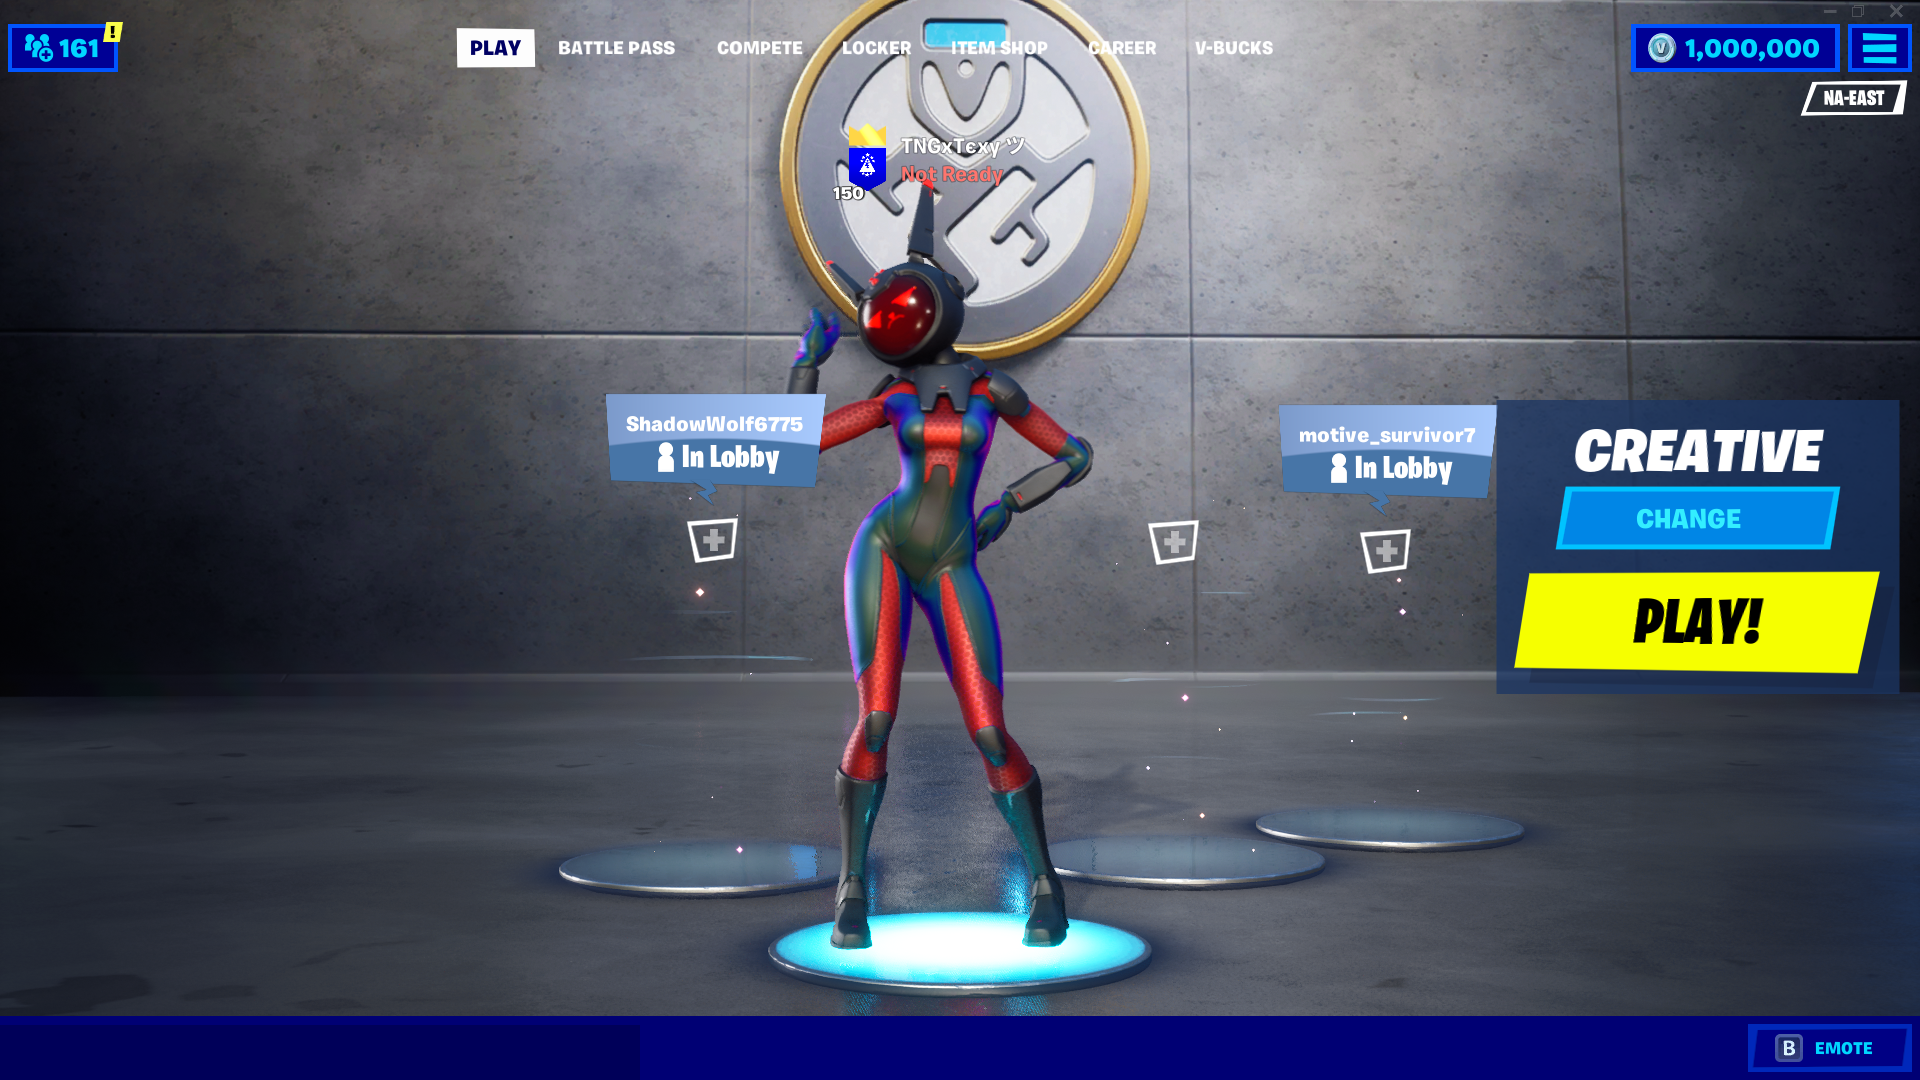 161
!
PLAY
BATTLE PASS
COMPETE
LOCKER
ITEM SHOP
CAREER
V-BUCKS
1,000,000
NA-EAST
TNGxTexy ツ
Not Ready
150
ShadowWolf6775
In Lobby
motive_survivor7
In Lobby
CREATIVE
CHANGE
PLAY!
B EMOTE